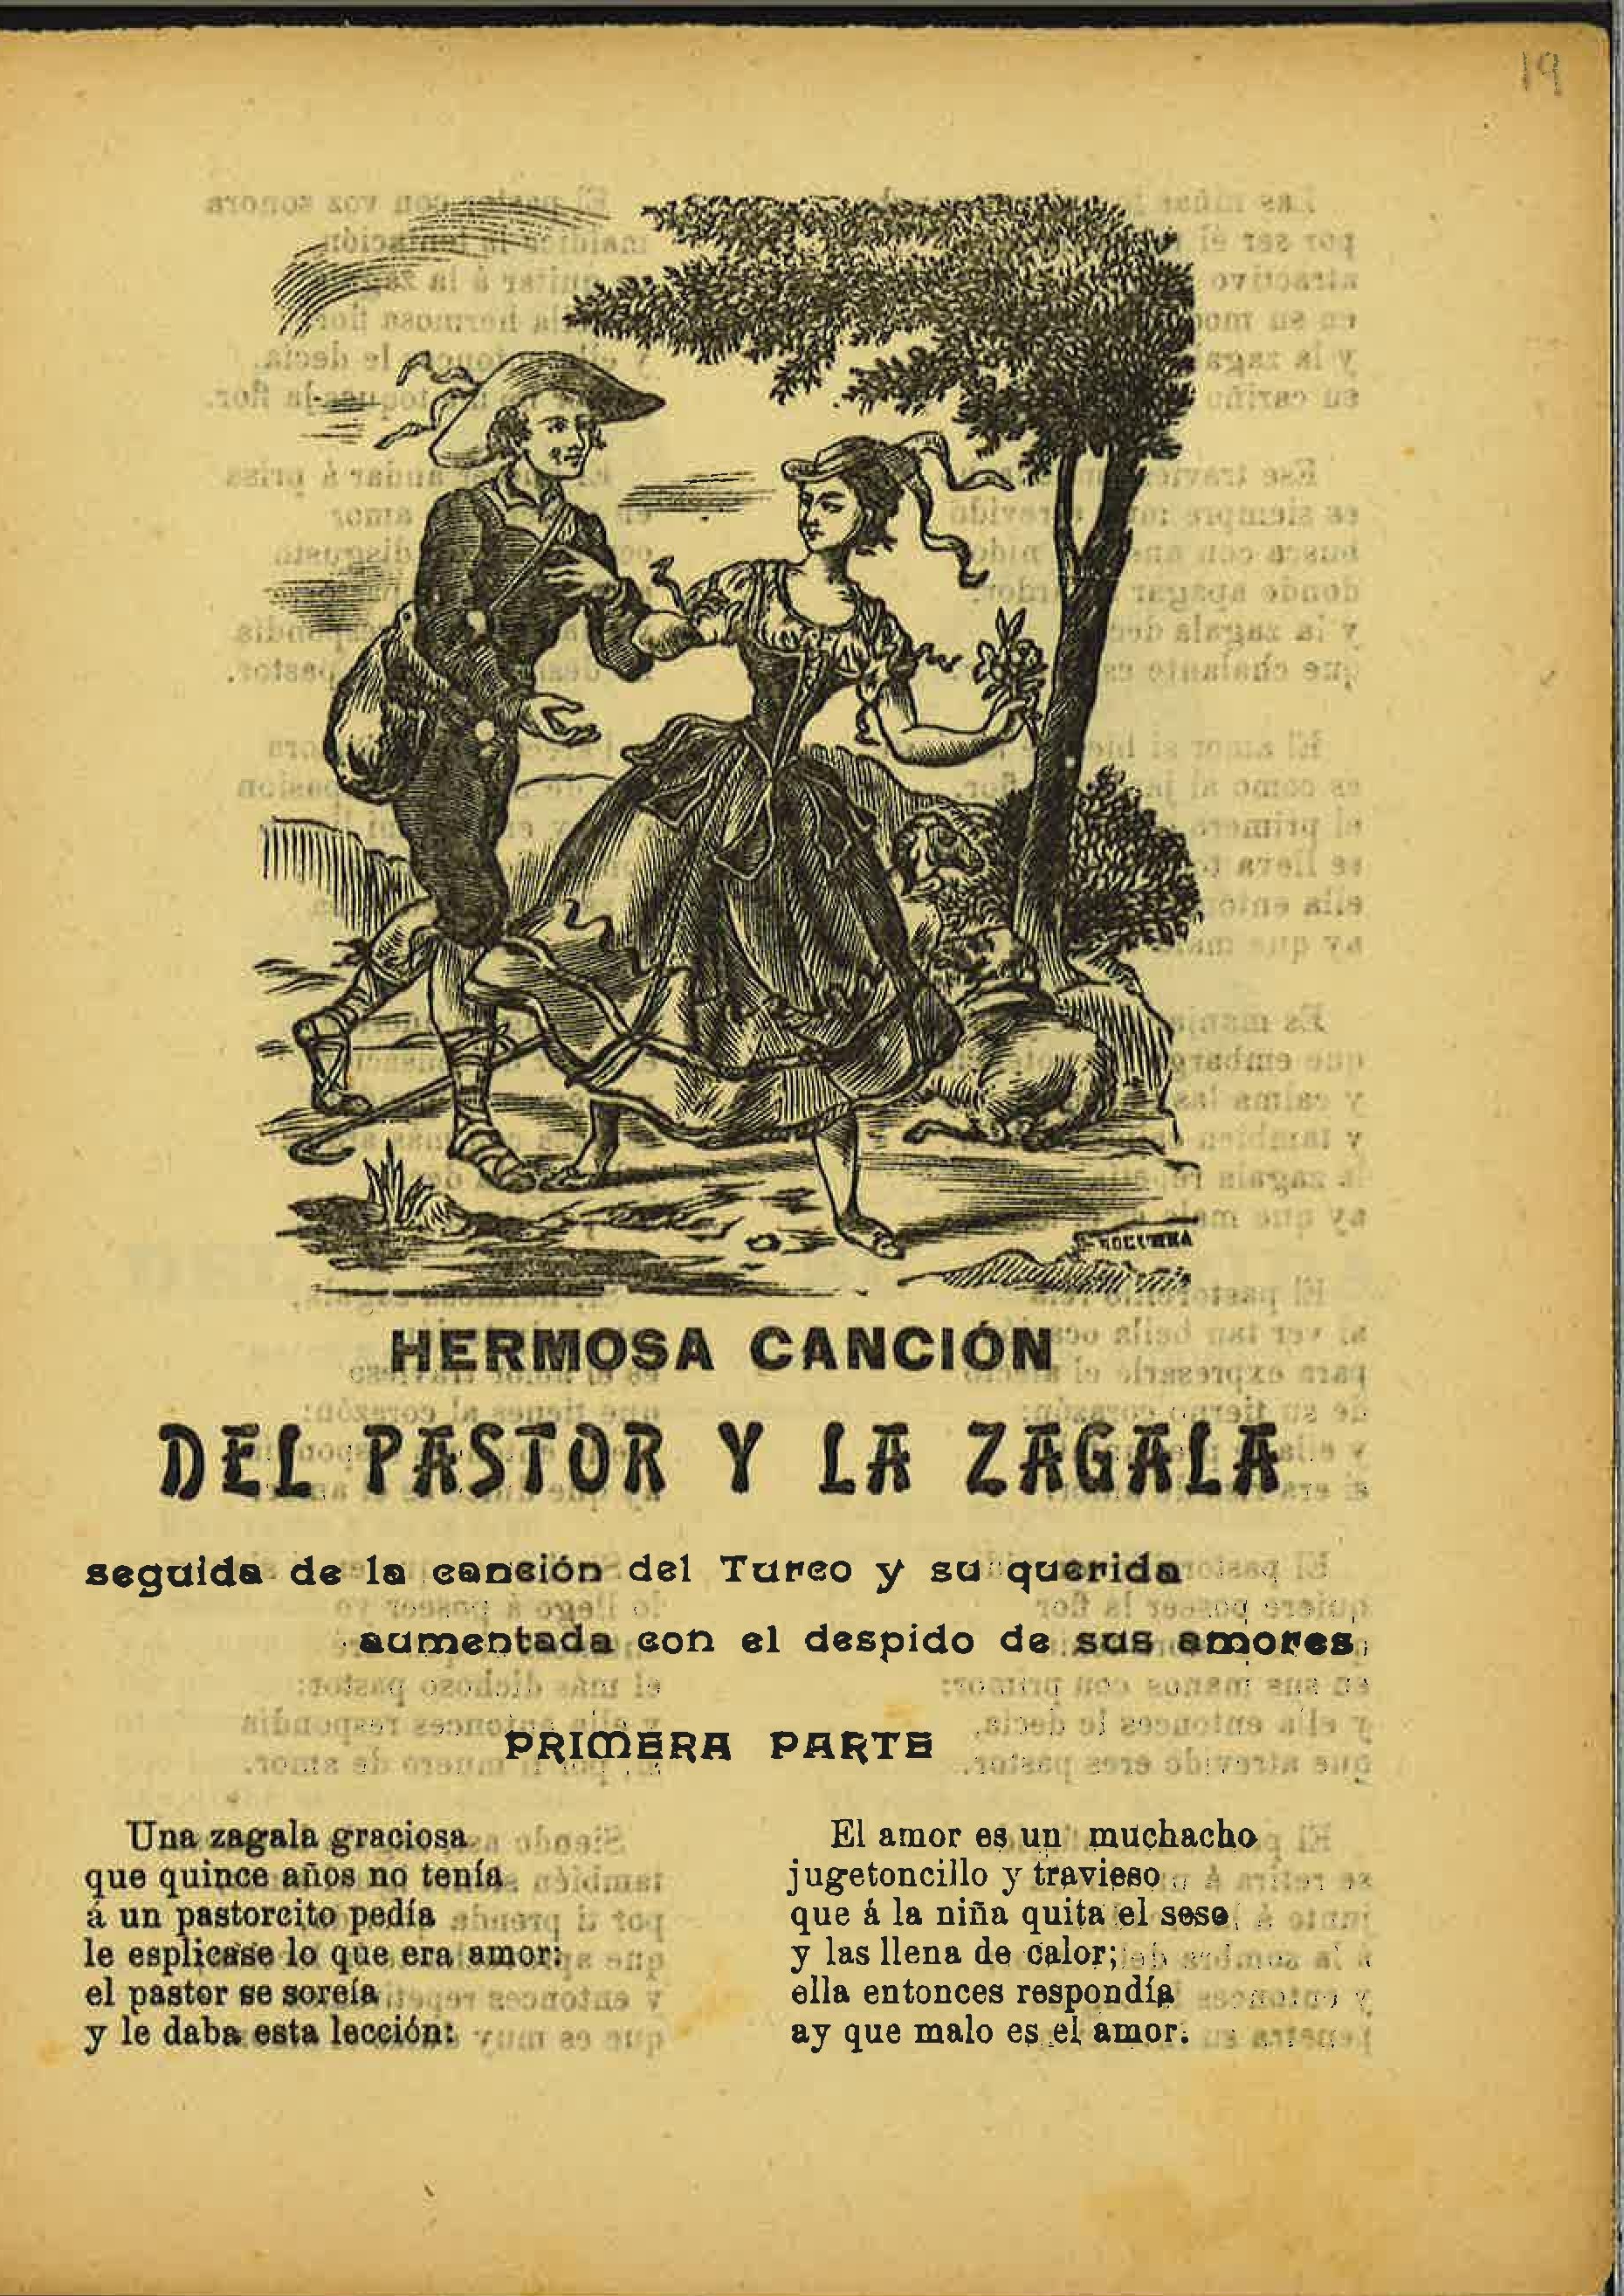 19
HERMOSA CANCIÓN
DEL PASTOR Y LA ZAGALA
seguida de la canción del Turco y su querida
aumentada con el despido de sus amores.
PRIMERA PARTE
Una zagala graciosa
que quince años no tenía
á un pastorcito pedía
le esplicase lo que era amor:
el pastor se soreía
y le daba esta lección:
El amor es un muchacho
jugetoncillo y travieso
que á la niña quita el seso
y las llena de calor;
ella entonces respondía
ay que malo es el amor.